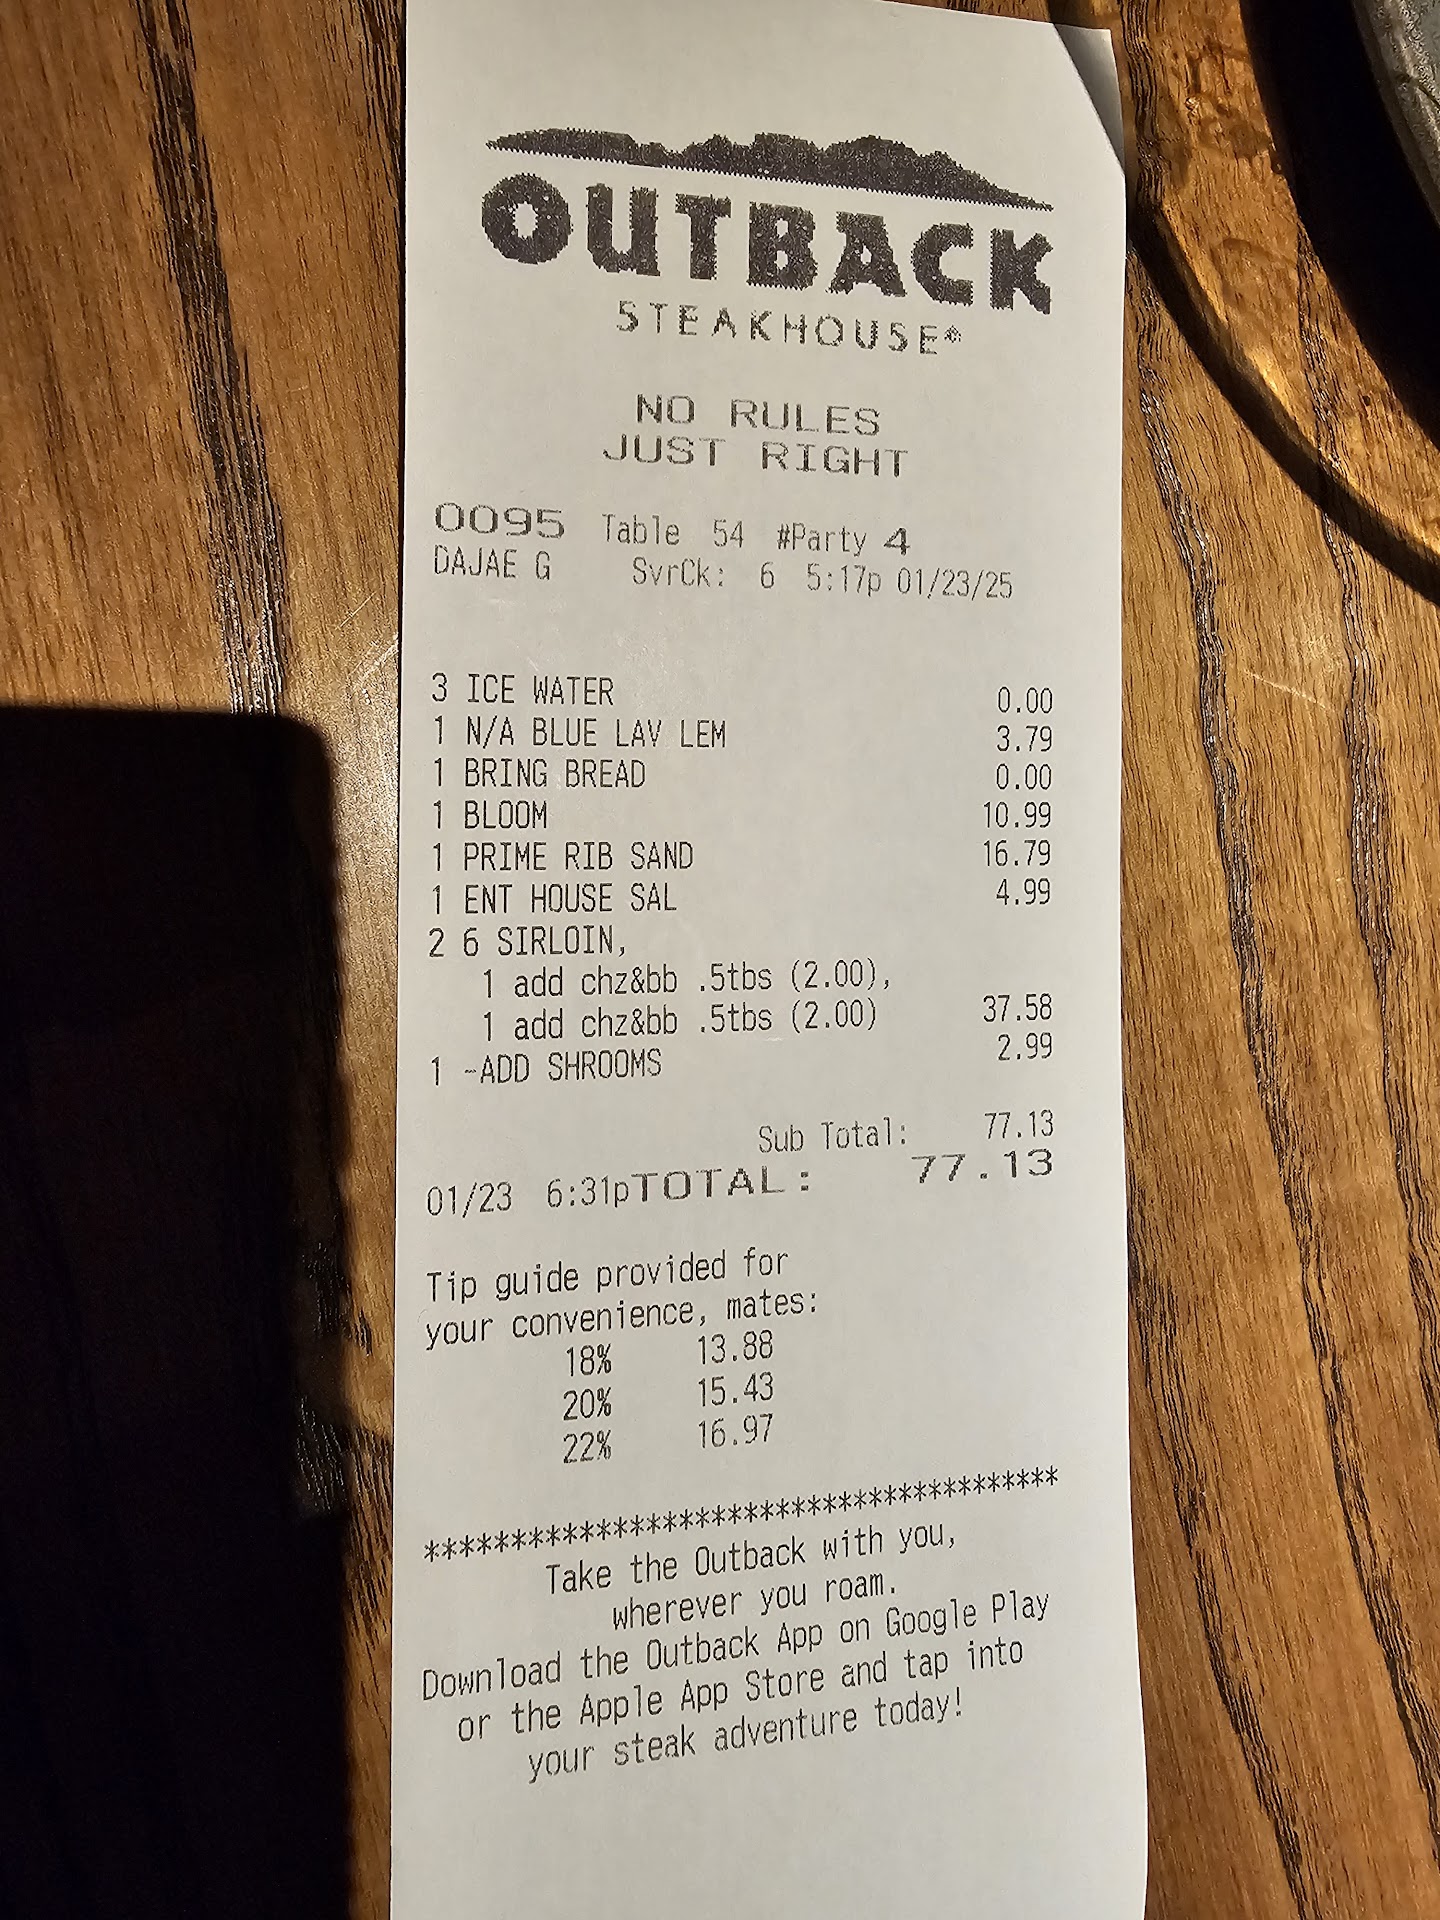 OUTBACK
STEAKHOUSE®
NO RULES
JUST RIGHT
0095 Table 54 #Party 4
DAJAE G SvrCk: 6 5:17p 01/23/25
3 ICE WATER 0.00
1 N/A BLUE LAV LEM 3.79
1 BRING BREAD 0.00
1 BLOOM 10.99
1 PRIME RIB SAND 16.79
1 ENT HOUSE SAL 4.99
2 6 SIRLOIN,
1 add chz&bb .5tbs (2.00),
1 add chz&bb .5tbs (2.00) 37.58
1 -ADD SHROOMS 2.99
Sub Total: 77.13
01/23 6:31pTOTAL: 77.13
Tip guide provided for
your convenience, mates:
18% 13.88
20% 15.43
22% 16.97
*************************************
Take the Outback with you,
wherever you roam.
Download the Outback App on Google Play
or the Apple App Store and tap into
your steak adventure today!